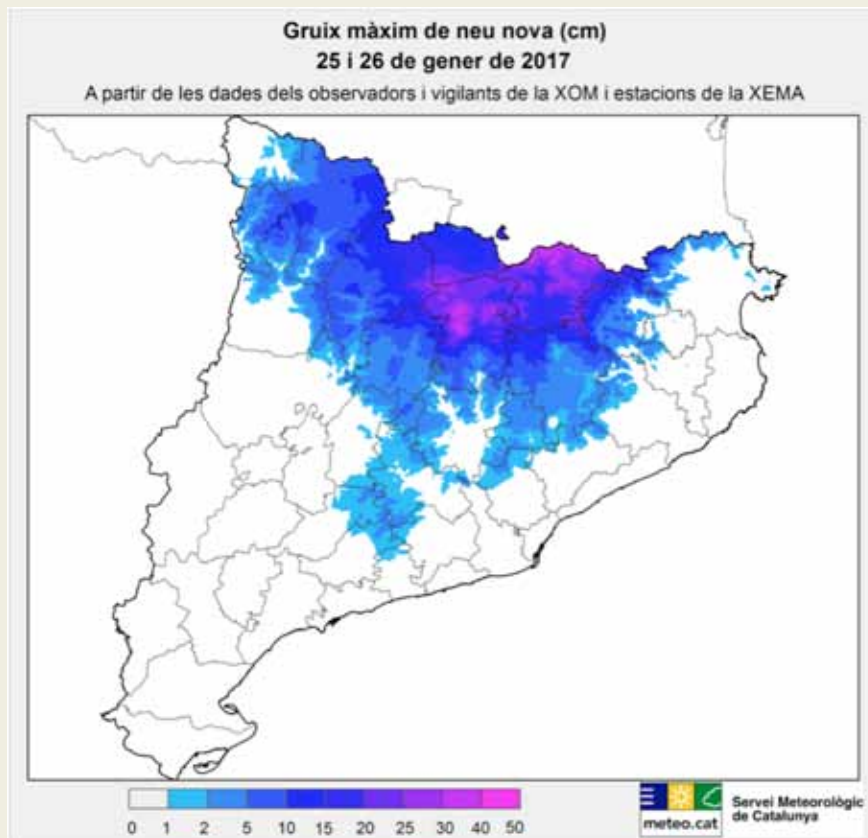 Gruix màxim de neu nova (cm)
25 i 26 de gener de 2017
A partir de les dades dels observadors i vigilants de la XOM i estacions de la XEMA
0 1 2 5 10 15 20 25 30 40 50
meteo.cat
Servei Meteorològic
de Catalunya